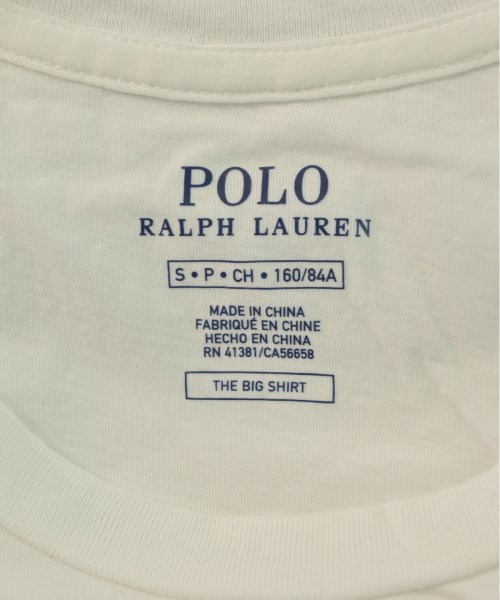 POLO
RALPH LAUREN
S • P • CH • 160/84A
MADE IN CHINA
FABRIQUÉ EN CHINE
HECHO EN CHINA
RN 41381/CA56658
THE BIG SHIRT